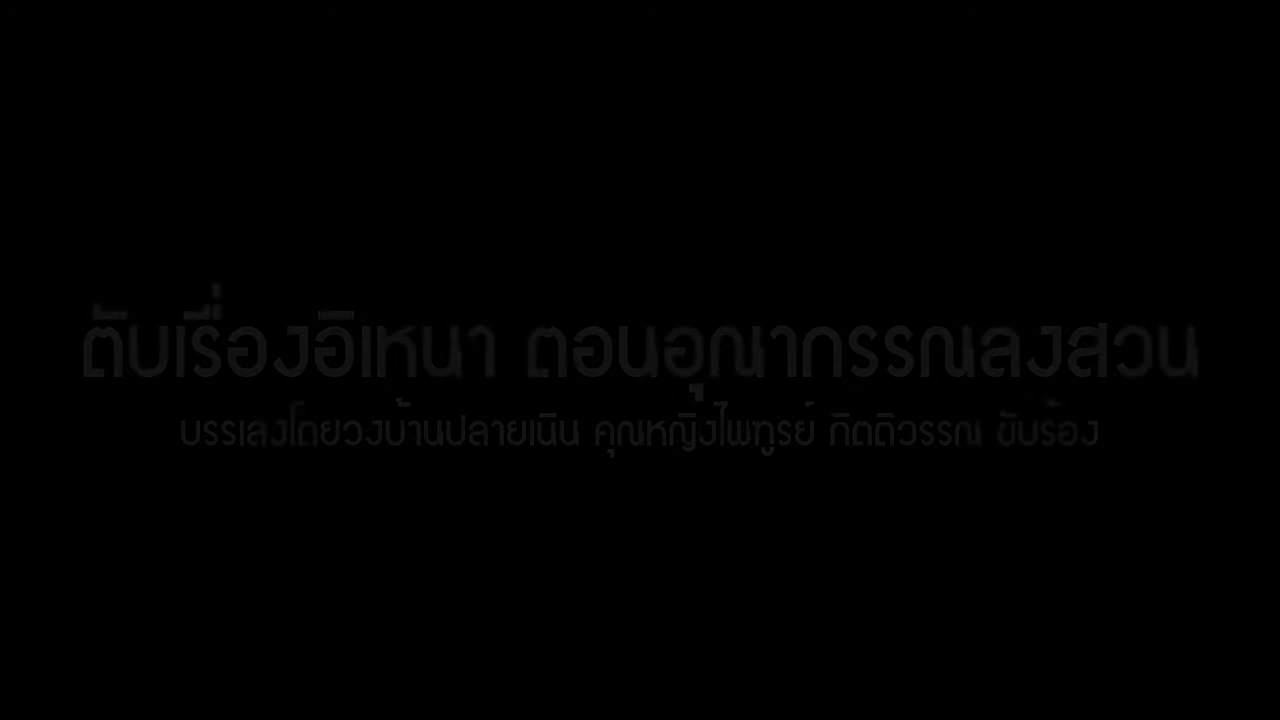 ตับเรื่องอิเหนา ตอนอุณากรรณลงสวน
บรรเลงโดยวงบ้านปลายเนิน คุณหญิงไพฑูรย์ กิตติวรรณ ขับร้อง